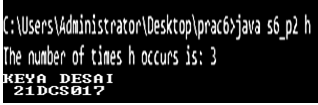 C:\Users\Administrator\Desktop\prac6>java s6_p2 h
The number of times h occurs is: 3
KEYA DESAI
21DCS017